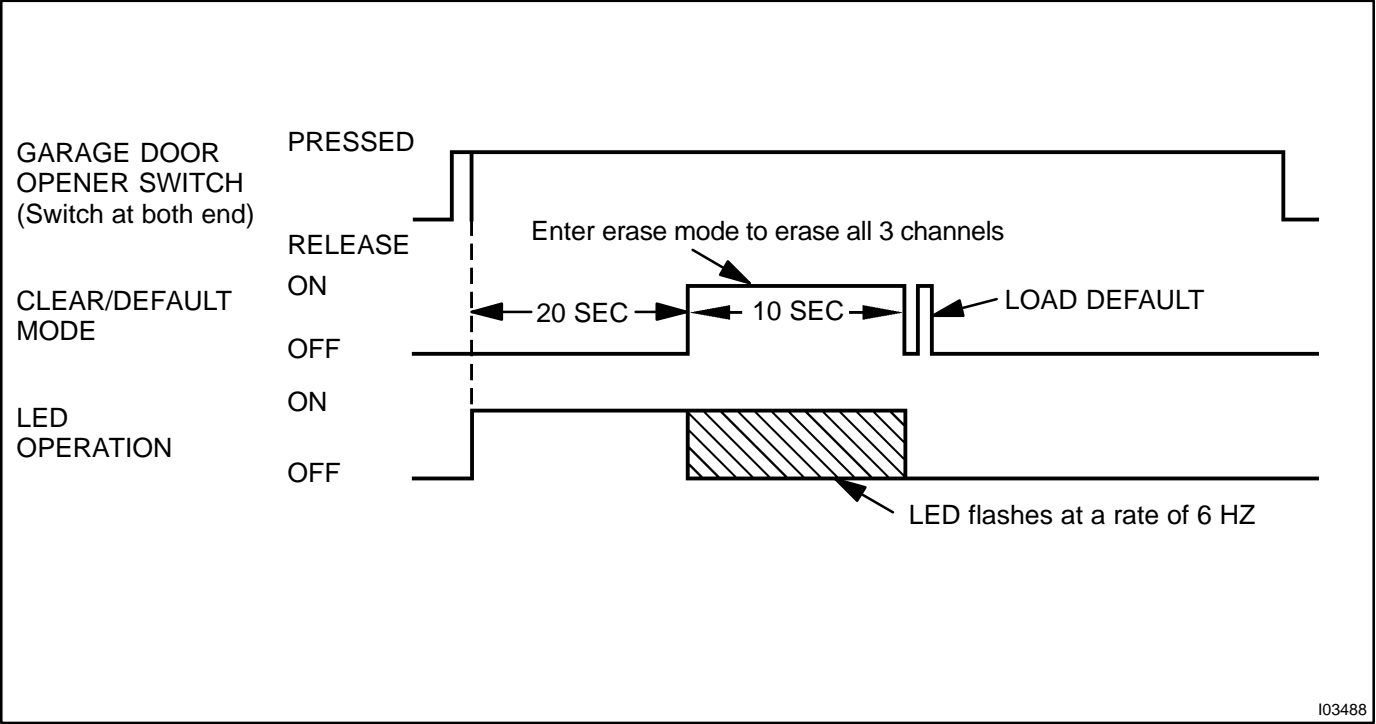 GARAGE DOOR
OPENER SWITCH
(Switch at both end)
PRESSED
RELEASE
Enter erase mode to erase all 3 channels
CLEAR/DEFAULT
MODE
ON
OFF
20 SEC
10 SEC
LOAD DEFAULT
LED
OPERATION
ON
OFF
LED flashes at a rate of 6 HZ
I03488